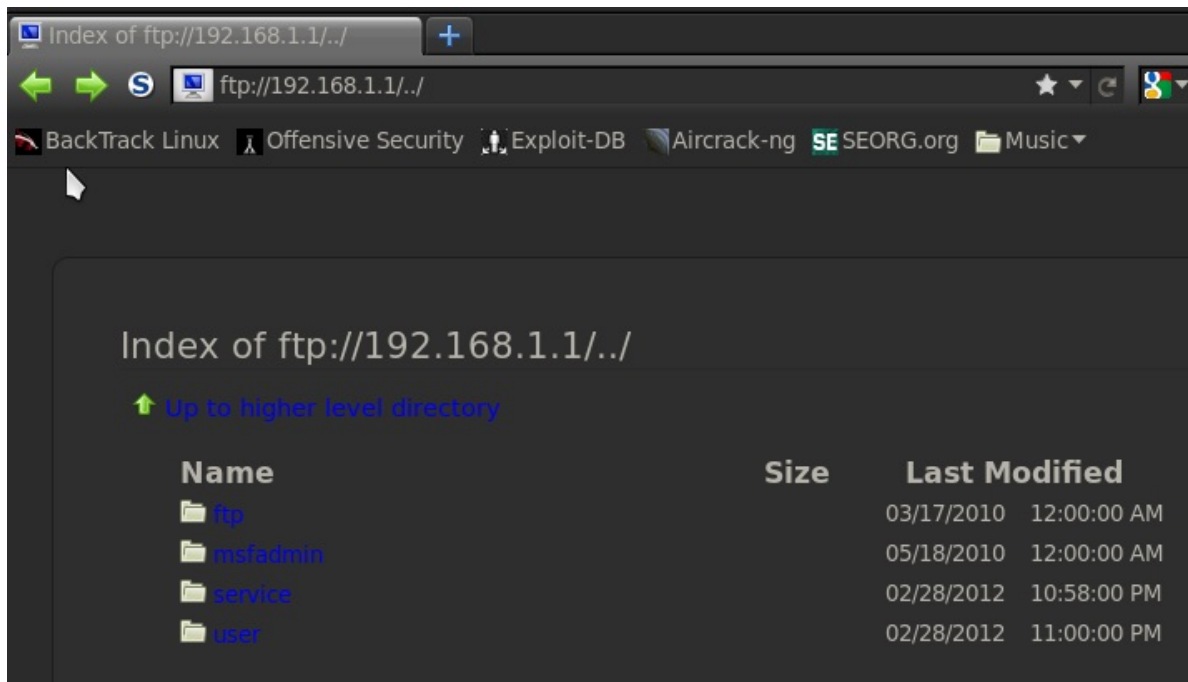 Index of ftp://192.168.1.1/../
ftp://192.168.1.1/../
BackTrack Linux Offensive Security Exploit-DB Aircrack-ng SE SEORG.org Music
Index of ftp://192.168.1.1/../
Up to higher level directory
Name Size Last Modified
ftp 03/17/2010 12:00:00 AM
msfadmin 05/18/2010 12:00:00 AM
service 02/28/2012 10:58:00 PM
user 02/28/2012 11:00:00 PM